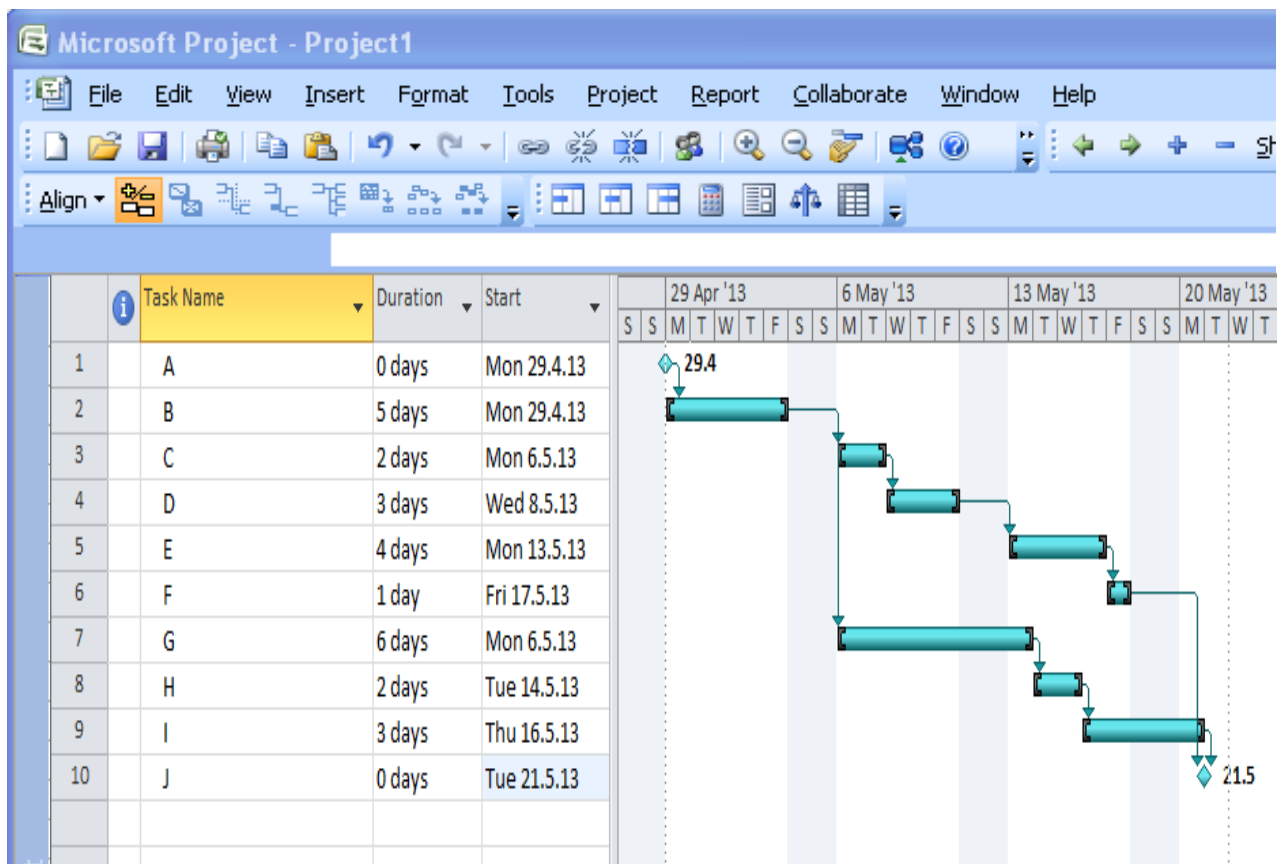 Microsoft Project - Project1
File Edit View Insert Format Tools Project Report Collaborate Window Help
Align
Task Name Duration Start 29 Apr '13 6 May '13 13 May '13 20 May '13
S S M T W T F S S M T W T F S S M T W T F S S M T W T
1 A 0 days Mon 29.4.13 29.4
2 B 5 days Mon 29.4.13
3 C 2 days Mon 6.5.13
4 D 3 days Wed 8.5.13
5 E 4 days Mon 13.5.13
6 F 1 day Fri 17.5.13
7 G 6 days Mon 6.5.13
8 H 2 days Tue 14.5.13
9 I 3 days Thu 16.5.13
10 J 0 days Tue 21.5.13 21.5